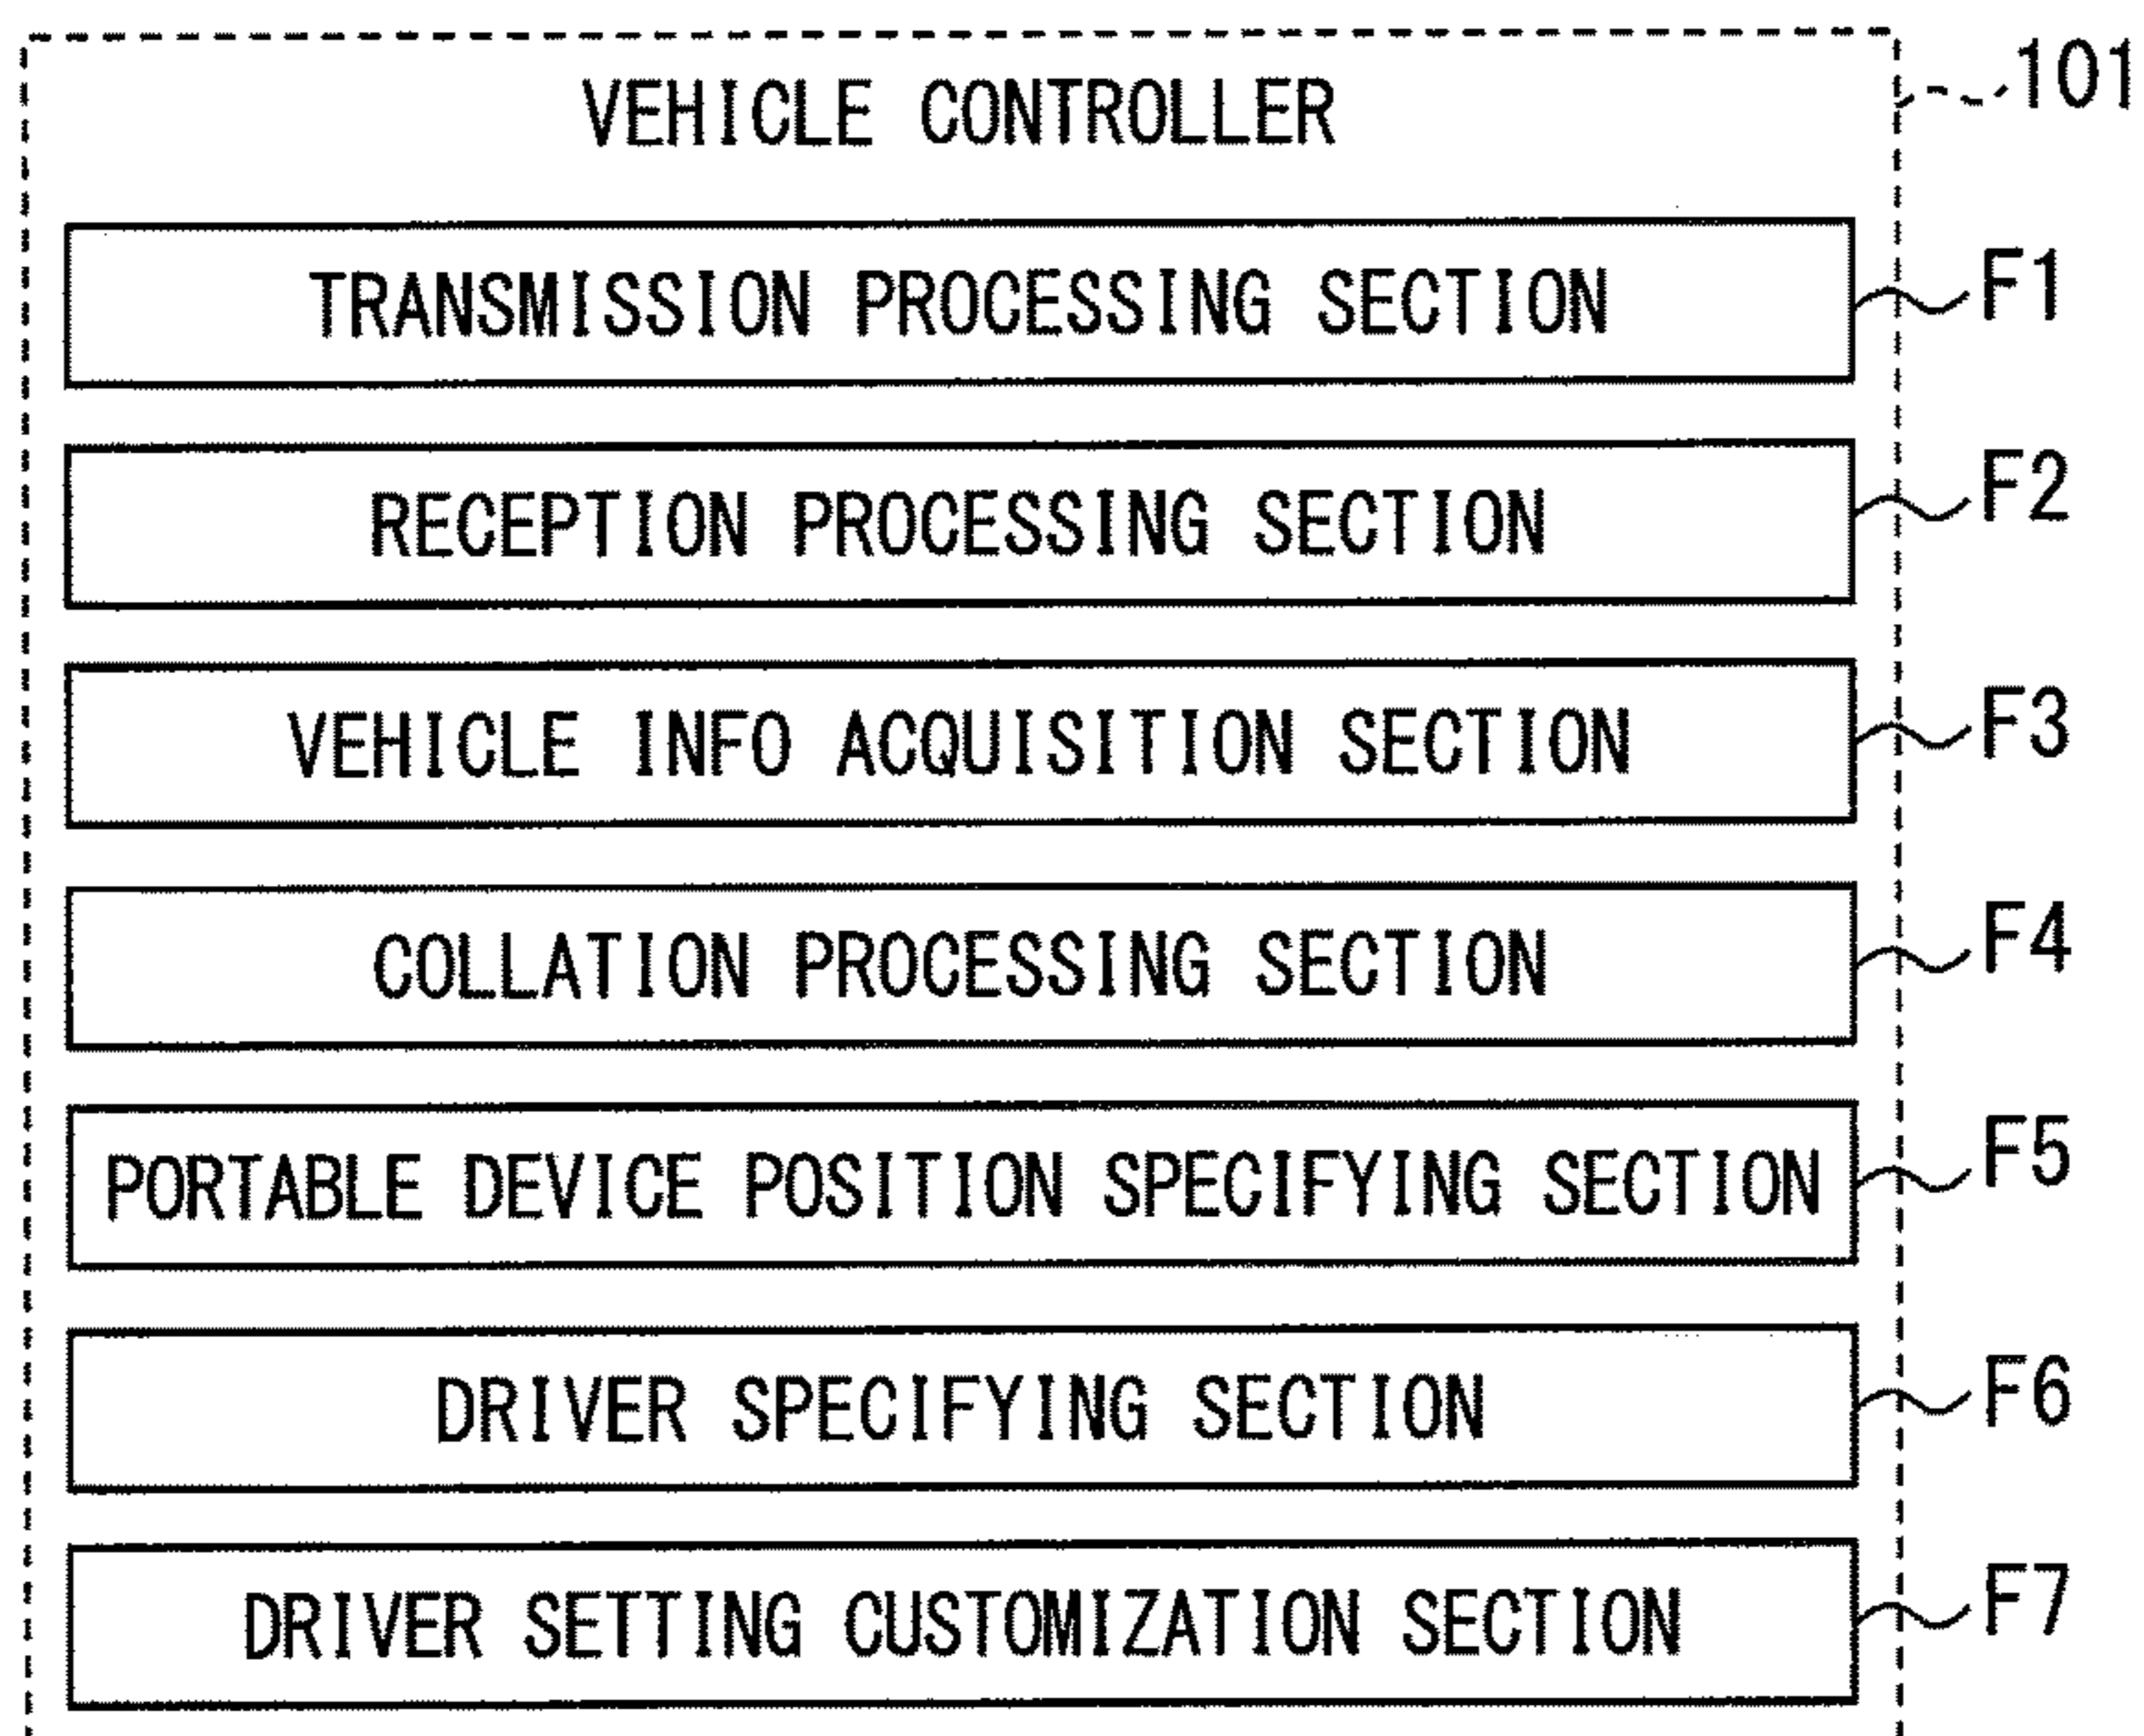 VEHICLE CONTROLLER 101
TRANSMISSION PROCESSING SECTION F1
RECEPTION PROCESSING SECTION F2
VEHICLE INFO ACQUISITION SECTION F3
COLLATION PROCESSING SECTION F4
PORTABLE DEVICE POSITION SPECIFYING SECTION F5
DRIVER SPECIFYING SECTION F6
DRIVER SETTING CUSTOMIZATION SECTION F7